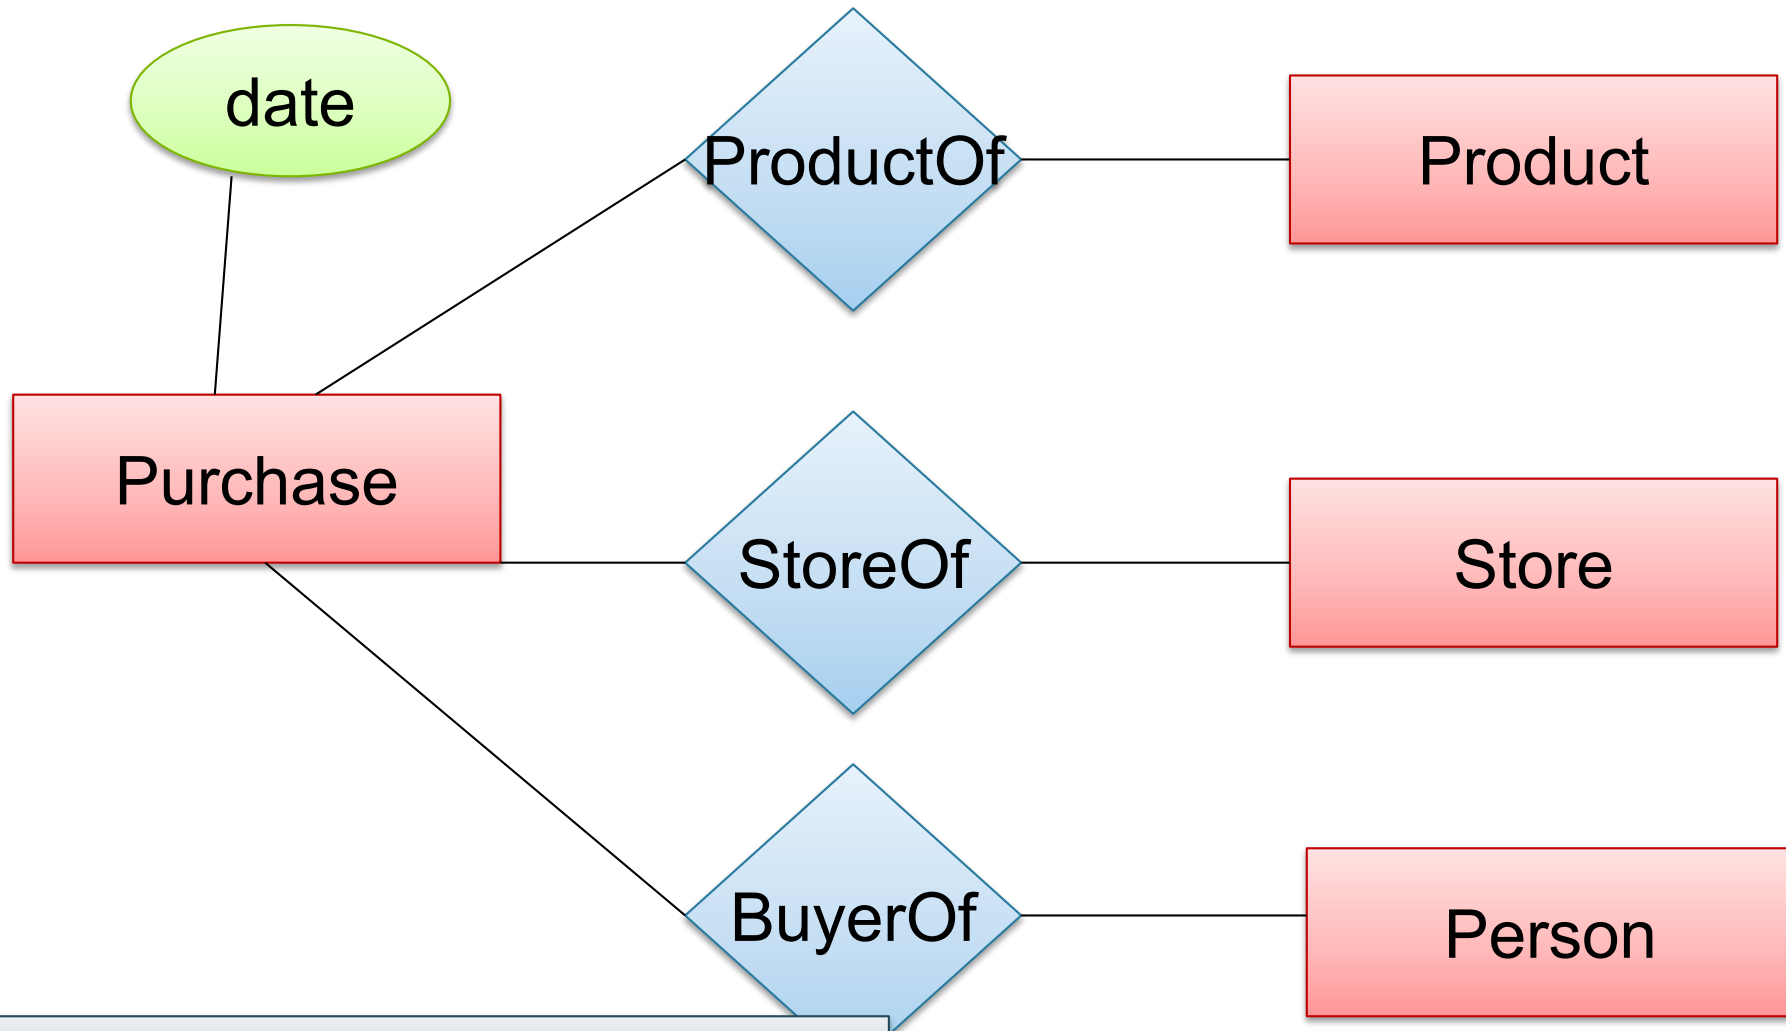 date
ProductOf
Product
Purchase
StoreOf
Store
BuyerOf
Person